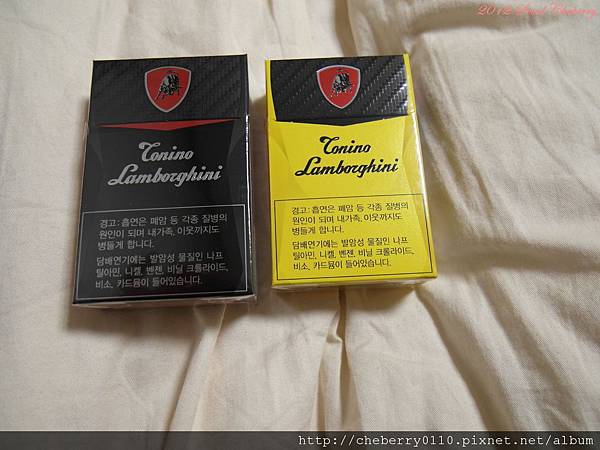 2012 Seoul Cheberry
Tonino
Lamborghini
경고: 흡연은 폐암 등 각종 질병의
원인이 되며 내가족, 이웃까지도
병들게 합니다.
담배연기에는 발암성 물질인 나프
틸아민, 니켈, 벤젠, 비닐 크롤라이드,
비소, 카드뮴이 들어있습니다.
Tonino
Lamborghini
경고: 흡연은 폐암 등 각종 질병의
원인이 되며 내가족, 이웃까지도
병들게 합니다.
담배연기에는 발암성 물질인 나프
틸아민, 니켈, 벤젠, 비닐 크롤라이드,
비소, 카드뮴이 들어있습니다.
http://cheberry0110.pixnet.net/album